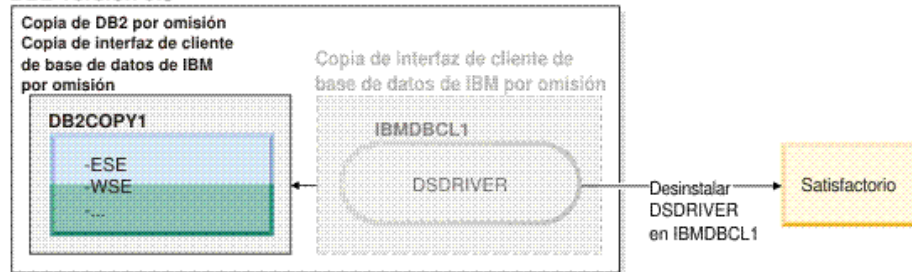 Copia de DB2 por omisión
Copia de interfaz de cliente
de base de datos de IBM
por omisión
DB2COPY1
-ESE
-WSE
-...
Copia de interfaz de cliente de
base de datos de IBM por omisión
IBMDBCL1
DSDRIVER
Desinstalar
DSDRIVER
en IBMDBCL1
Satisfactorio